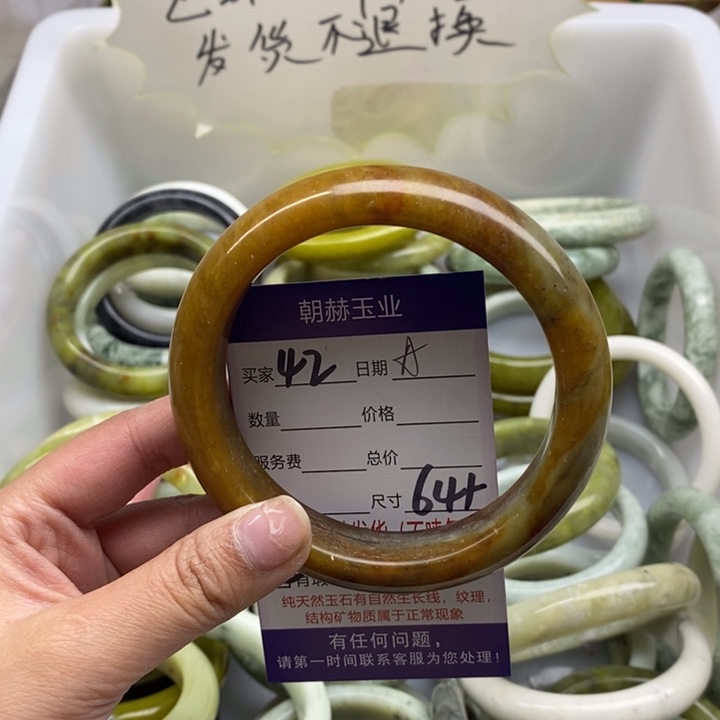 发货不退换
朝赫玉业
买家 42 日期 A
数量 价格
服务费 总价
尺寸 64+
纯天然玉石有自然生长线，纹理，
结构矿物质属于正常现象
有任何问题，
请第一时间联系客服为您处理！